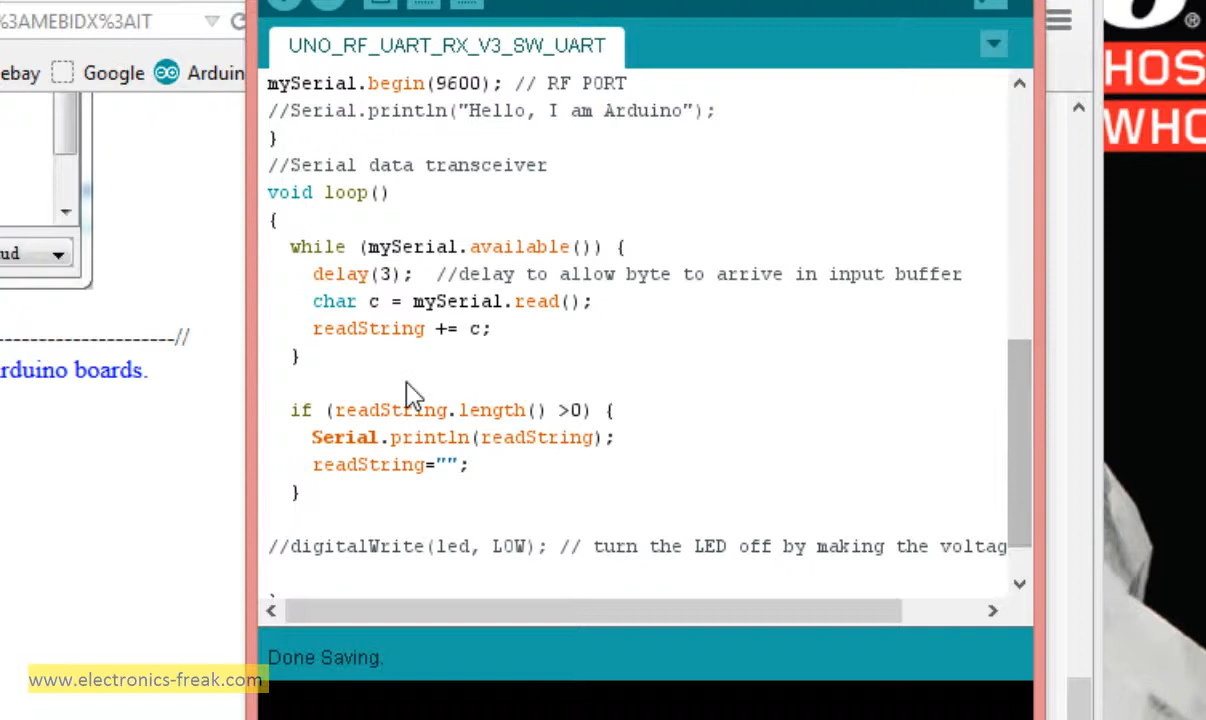 %3AMEBIDX%3AIT
ebay Google Arduin
UNO_RF_UART_RX_V3_SW_UART
mySerial.begin(9600); // RF PORT
//Serial.println("Hello, I am Arduino");
}
//Serial data transceiver
void loop()
{
while (mySerial.available()) {
delay(3); //delay to allow byte to arrive in input buffer
char c = mySerial.read();
readString += c;
}
if (readString.length() >0) {
Serial.println(readString);
readString="";
}
//digitalWrite(led, LOW); // turn the LED off by making the voltag
Done Saving.
ud
--------------------//
rduino boards.
HOS
WHO
®
www.electronics-freak.com